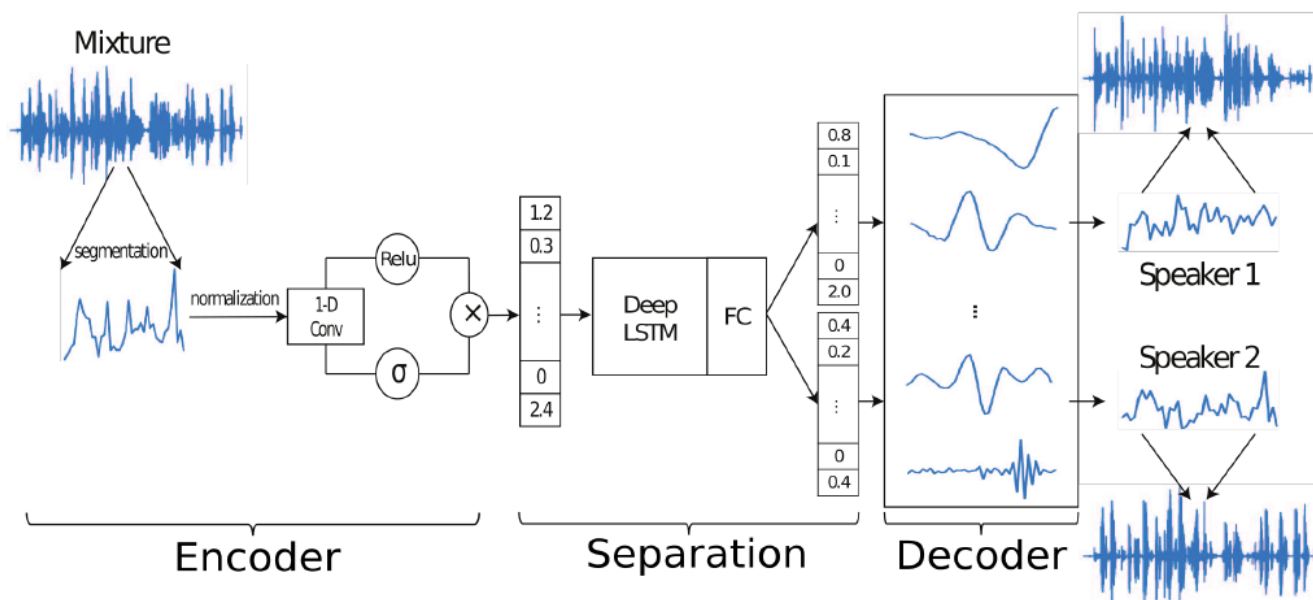 Mixture
segmentation
normalization
1-D
Conv
Relu
σ
×
1.2
0.3
⋮
0
2.4
Deep
LSTM
FC
0.8
0.1
⋮
0
2.0
0.4
0.2
⋮
0
0.4
...
Speaker 1
Speaker 2
Encoder
Separation
Decoder